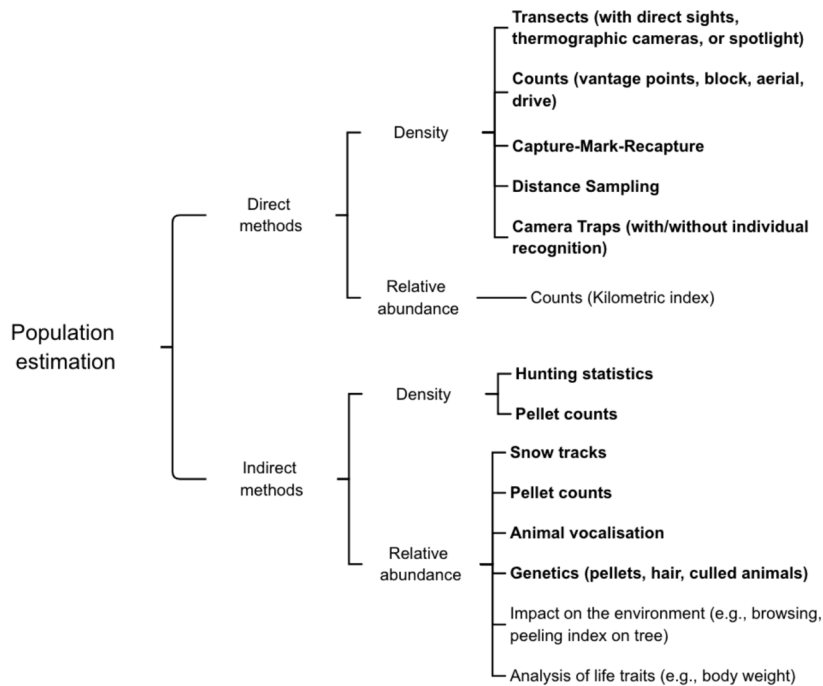 Transects (with direct sights,
thermographic cameras, or spotlight)
Counts (vantage points, block, aerial,
drive)
Density
Capture-Mark-Recapture
Distance Sampling
Direct
methods
Camera Traps (with/without individual
recognition)
Relative
abundance
Counts (Kilometric index)
Population
estimation
Hunting statistics
Density
Pellet counts
Snow tracks
Indirect
methods
Pellet counts
Animal vocalisation
Relative
abundance
Genetics (pellets, hair, culled animals)
Impact on the environment (e.g., browsing,
peeling index on tree)
Analysis of life traits (e.g., body weight)